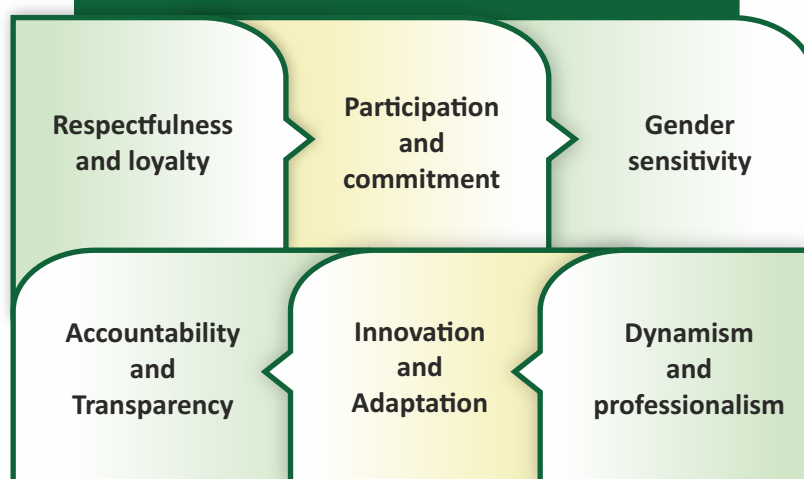 Respectfulness
and loyalty
Participation
and
commitment
Gender
sensitivity
Accountability
and
Transparency
Innovation
and
Adaptation
Dynamism
and
professionalism